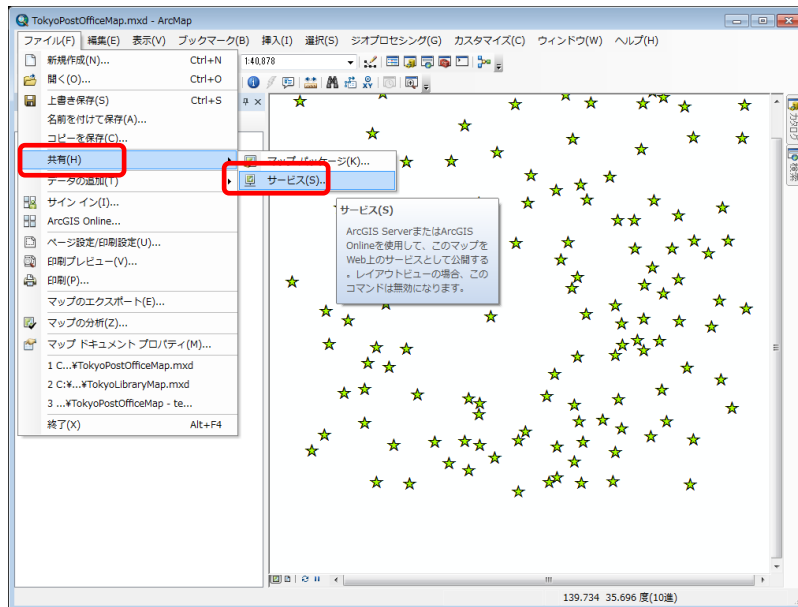 TokyoPostOfficeMap.mxd - ArcMap
ファイル(F) 編集(E) 表示(V) ブックマーク(B) 挿入(I) 選択(S) ジオプロセシング(G) カスタマイズ(C) ウィンドウ(W) ヘルプ(H)
新規作成(N)... Ctrl+N
1:40,878
開く(O)... Ctrl+O
上書き保存(S) Ctrl+S
名前を付けて保存(A)...
コピーを保存(C)...
共有(H)
マップ パッケージ(K)...
データの追加(T)
サービス(S)...
サイン イン(I)...
ArcGIS Online...
ページ設定/印刷設定(U)...
印刷プレビュー(V)...
印刷(P)...
マップのエクスポート(E)...
マップの分析(Z)...
マップ ドキュメント プロパティ(M)...
1 C...¥TokyoPostOfficeMap.mxd
2 C:¥...¥TokyoLibraryMap.mxd
3 ...¥TokyoPostOfficeMap - te...
終了(X) Alt+F4
サービス(S)
ArcGIS ServerまたはArcGIS
Onlineを使用して、このマップを
Web上のサービスとして公開する
。レイアウトビューの場合、この
コマンドは無効になります。
カタログ
検索
139.734 35.696 度(10進)